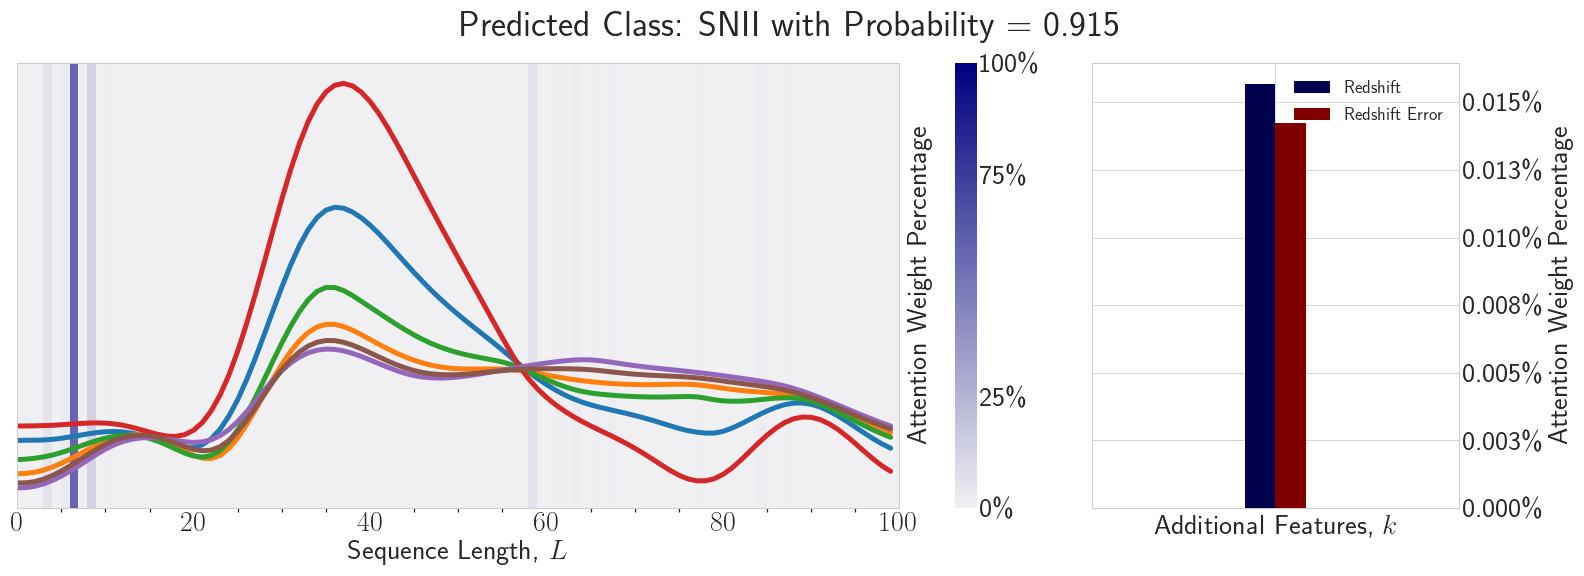 Predicted Class: SNII with Probability = 0.915
0
20
40
60
80
100
Sequence Length, L
100%
75%
25%
0%
Attention Weight Percentage
Redshift
Redshift Error
0.015%
0.013%
0.010%
0.008%
0.005%
0.003%
0.000%
Attention Weight Percentage
Additional Features, k